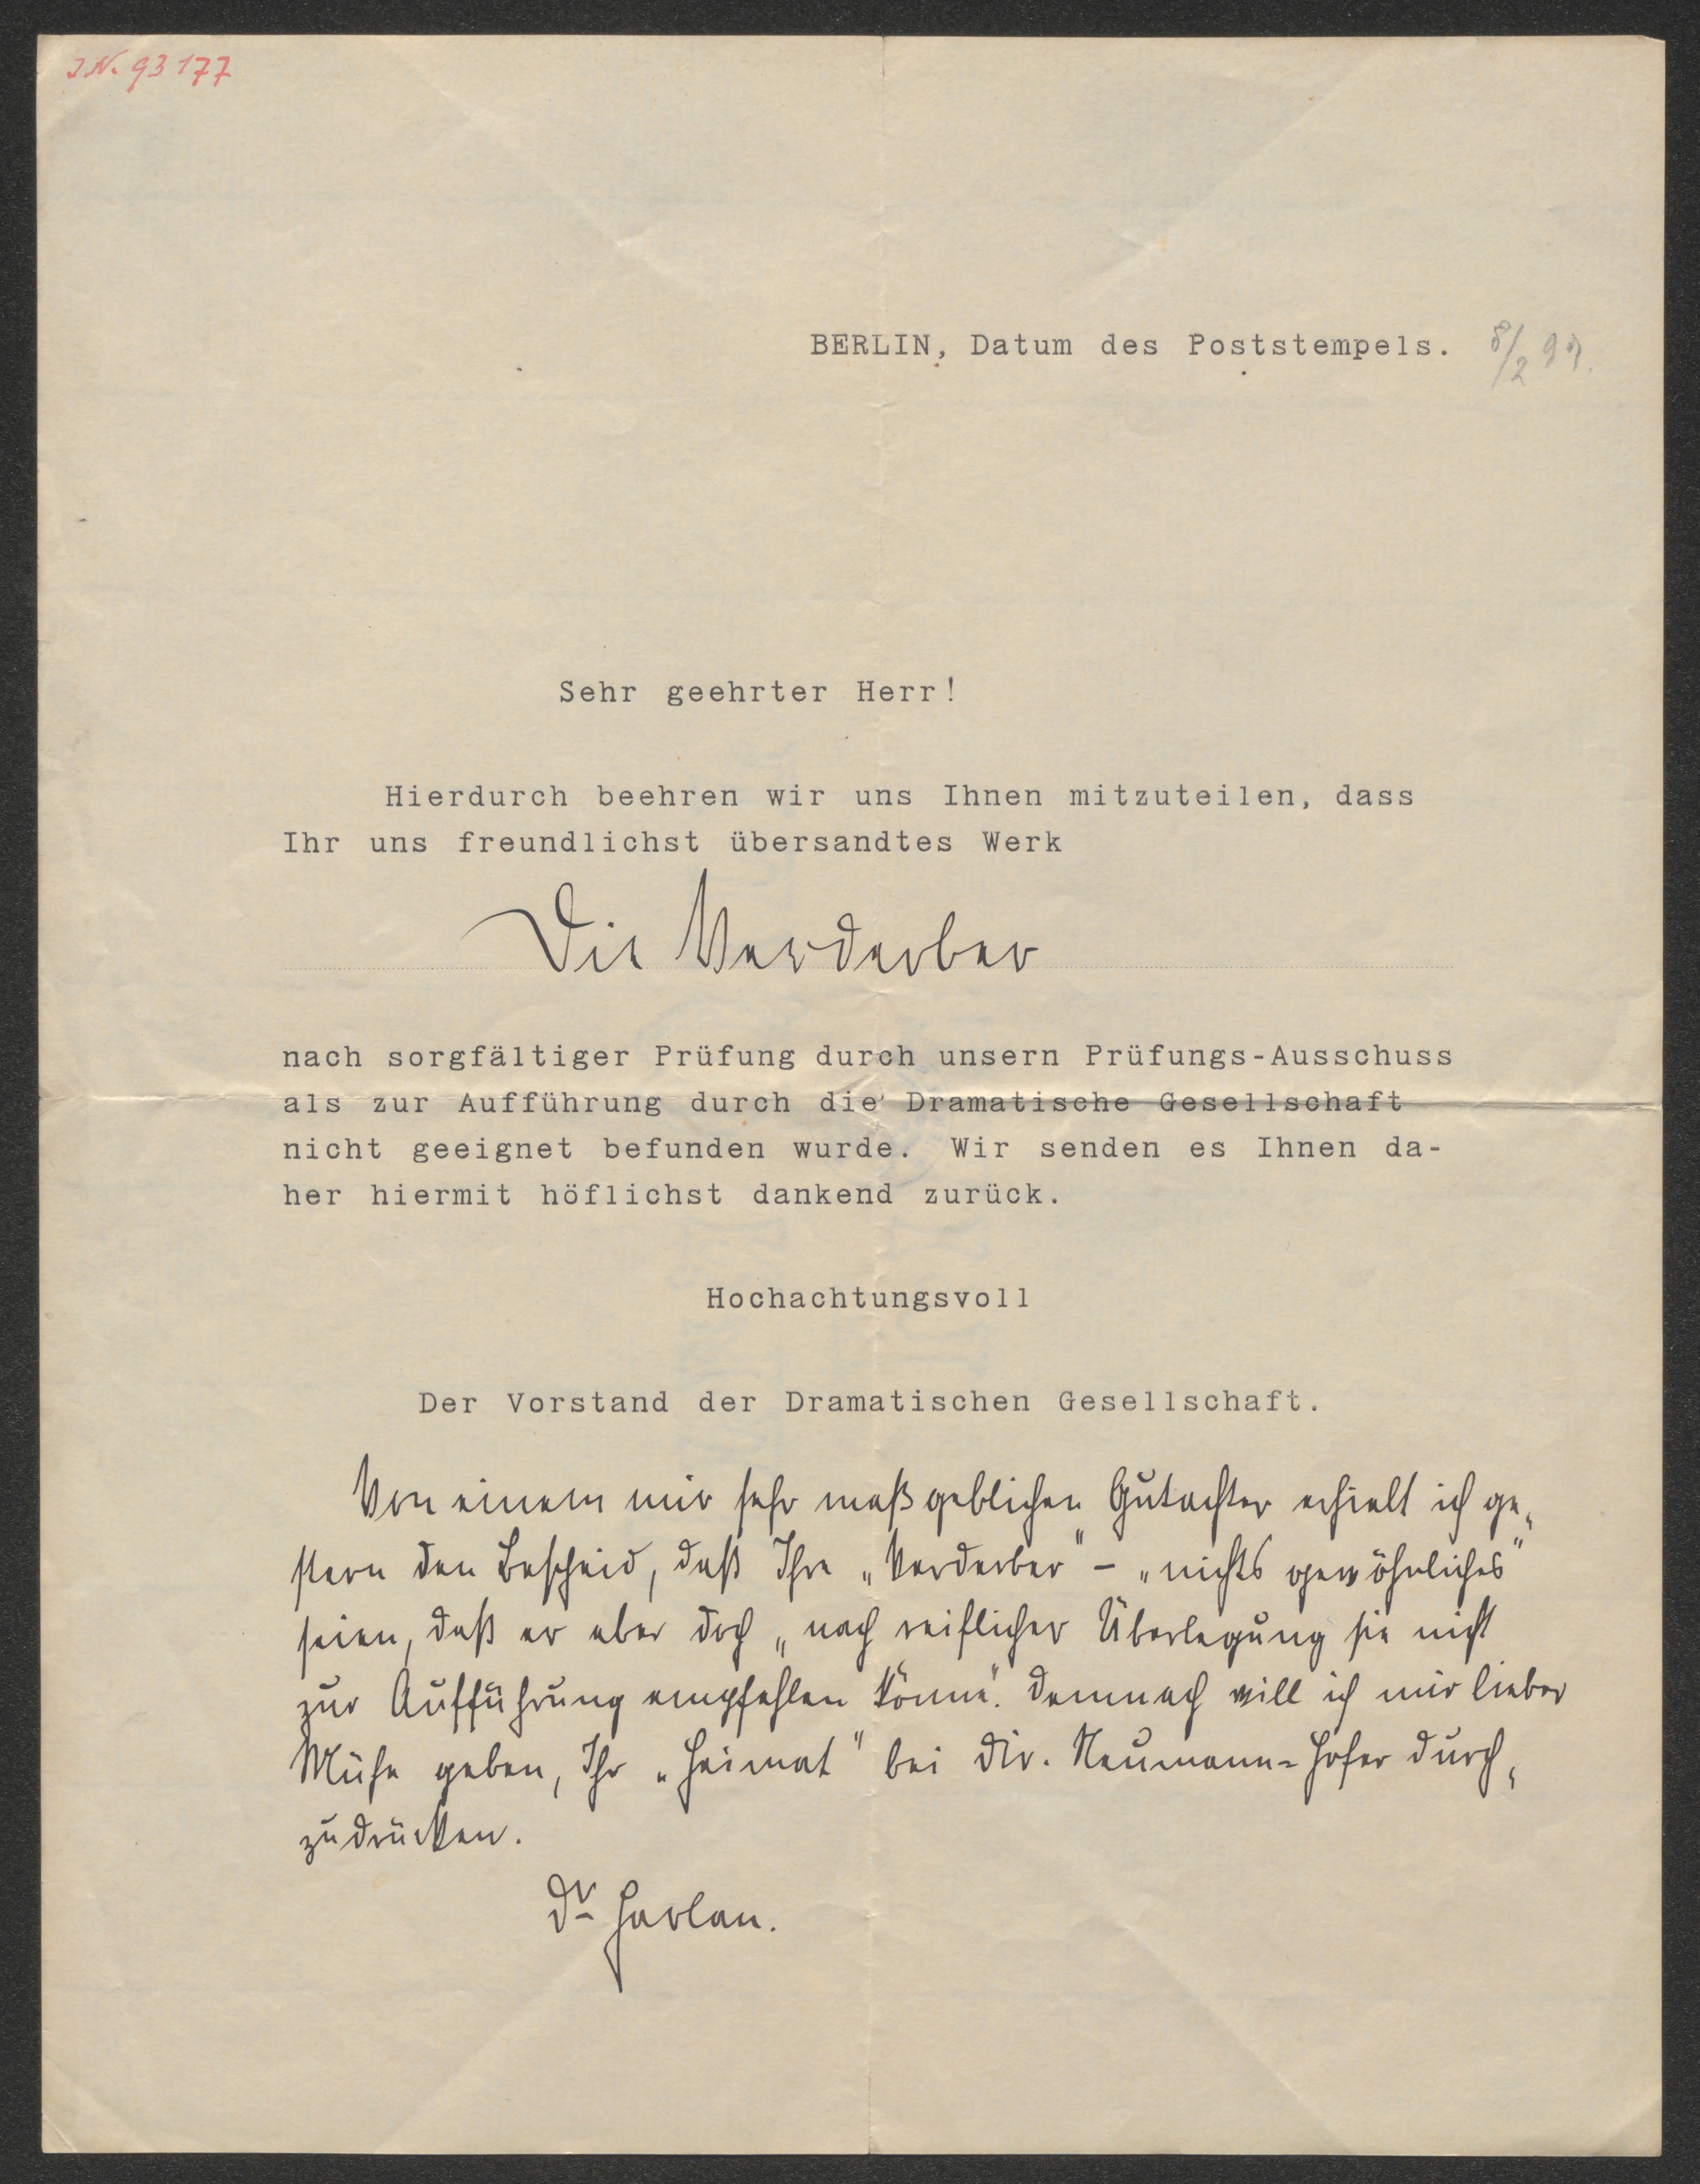 J.N. 93177
BERLIN, Datum des Poststempels. 8/2 99.
Sehr geehrter Herr!
Hierdurch beehren wir uns Ihnen mitzuteilen, dass
Ihr uns freundlichst übersandtes Werk
Die Verderber
nach sorgfältiger Prüfung durch unsern Prüfungs-Ausschuss
als zur Aufführung durch die Dramatische Gesellschaft
nicht geeignet befunden wurde. Wir senden es Ihnen da-
her hiermit höflichst dankend zurück.
Hochachtungsvoll
Der Vorstand der Dramatischen Gesellschaft.
Von einem mir sehr maßgeblichen Gutachter erhielt ich ge-
stern den Bescheid, daß Ihre „Verderber" – „nichts gewöhnliches"
seien, daß er aber doch „nach reiflicher Überlegung sie nicht
zur Aufführung empfehlen könne". Demnach will ich mir lieber
Mühe geben, Ihr „Heimat" bei Dir. Neumann-Hofer durch-
zudrücken.
Dr Harlan.